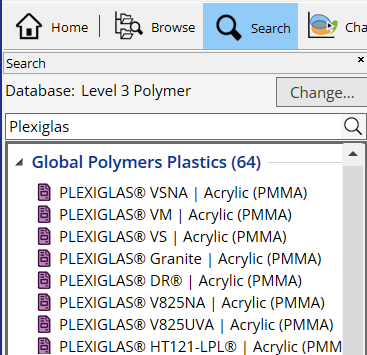 Home Browse Search Cha
Search
Database: Level 3 Polymer Change...
Plexiglas
Global Polymers Plastics (64)
PLEXIGLAS® VSNA | Acrylic (PMMA)
PLEXIGLAS® VM | Acrylic (PMMA)
PLEXIGLAS® VS | Acrylic (PMMA)
PLEXIGLAS® Granite | Acrylic (PMMA)
PLEXIGLAS® DR® | Acrylic (PMMA)
PLEXIGLAS® V825NA | Acrylic (PMMA)
PLEXIGLAS® V825UVA | Acrylic (PMMA)
PLEXIGLAS® HT121-LPL® | Acrylic (PMM